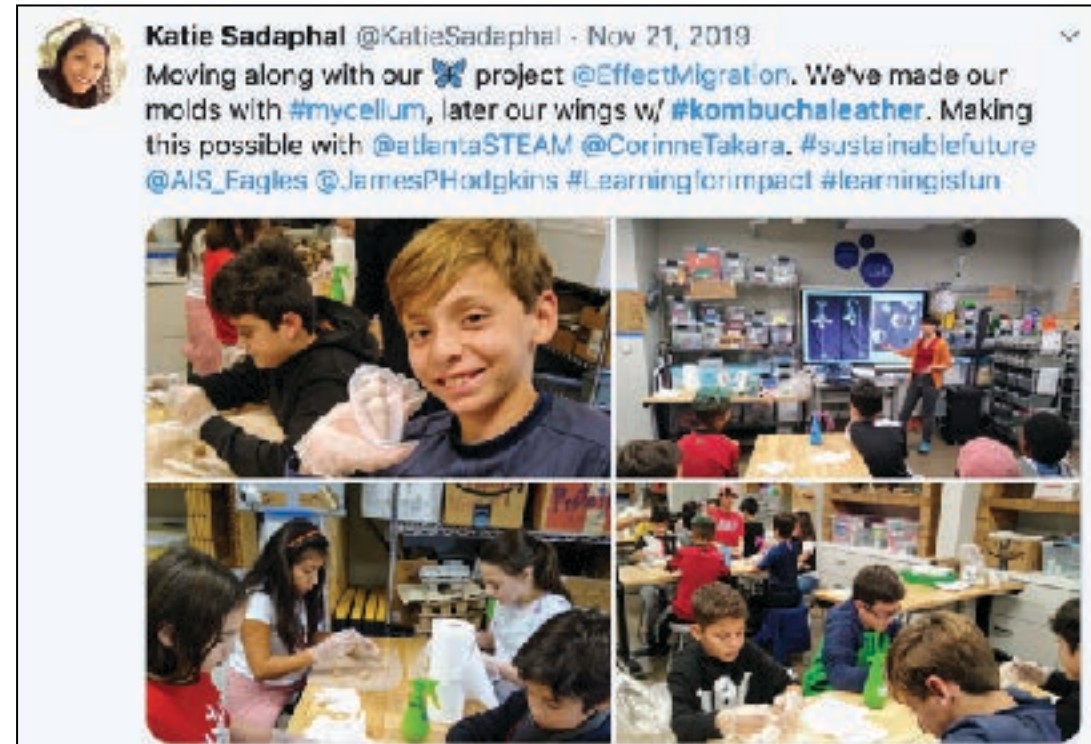 Katie Sadaphal @KatieSadaphal · Nov 21, 2019
Moving along with our 🦋 project @EffectMigration. We've made our
molds with #mycelium, later our wings w/ #kombuchaleather. Making
this possible with @atlantaSTEAM @CorinneTakara. #sustainablefuture
@AIS_Eagles @JamesPHodgkins #Learningforimpact #learningisfun